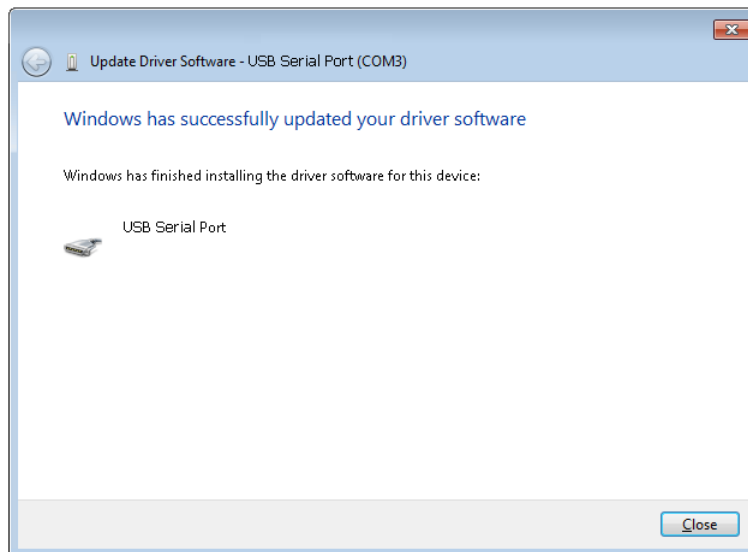 Update Driver Software - USB Serial Port (COM3)
Windows has successfully updated your driver software
Windows has finished installing the driver software for this device:
USB Serial Port
Close